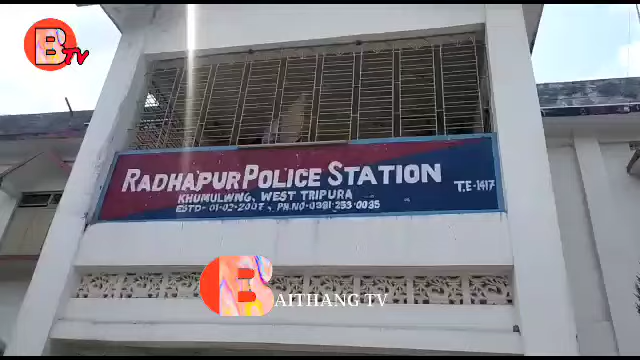 B TV
RADHAPUR POLICE STATION
KHUMULWNG, WEST TRIPURA
ESTD- 01-02-2007, PH.NO-0381-253-0035
T.E-1417
BAITHANG TV